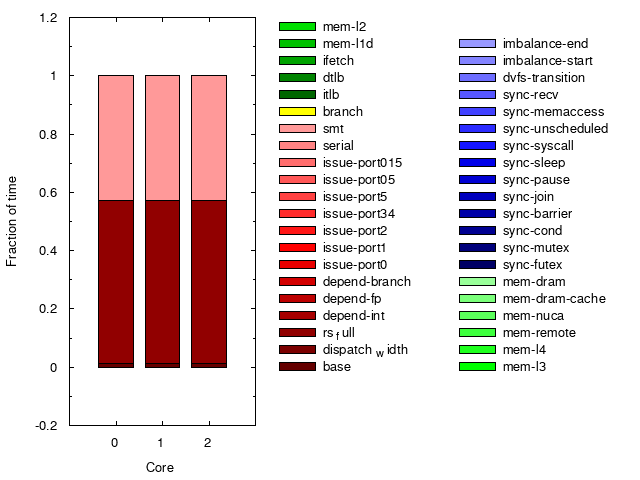 1.2
1
0.8
0.6
0.4
0.2
0
-0.2
Fraction of time
0 1 2
Core
mem-l2
mem-l1d
ifetch
dtlb
itlb
branch
smt
serial
issue-port015
issue-port05
issue-port5
issue-port34
issue-port2
issue-port1
issue-port0
depend-branch
depend-fp
depend-int
rsfull
dispatchwidth
base
imbalance-end
imbalance-start
dvfs-transition
sync-recv
sync-memaccess
sync-unscheduled
sync-syscall
sync-sleep
sync-pause
sync-join
sync-barrier
sync-cond
sync-mutex
sync-futex
mem-dram
mem-dram-cache
mem-nuca
mem-remote
mem-l4
mem-l3